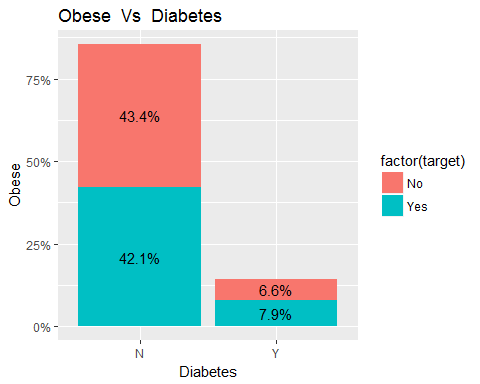 Obese Vs Diabetes
75%
50%
25%
0%
Obese
43.4%
42.1%
6.6%
7.9%
N
Y
Diabetes
factor(target)
No
Yes